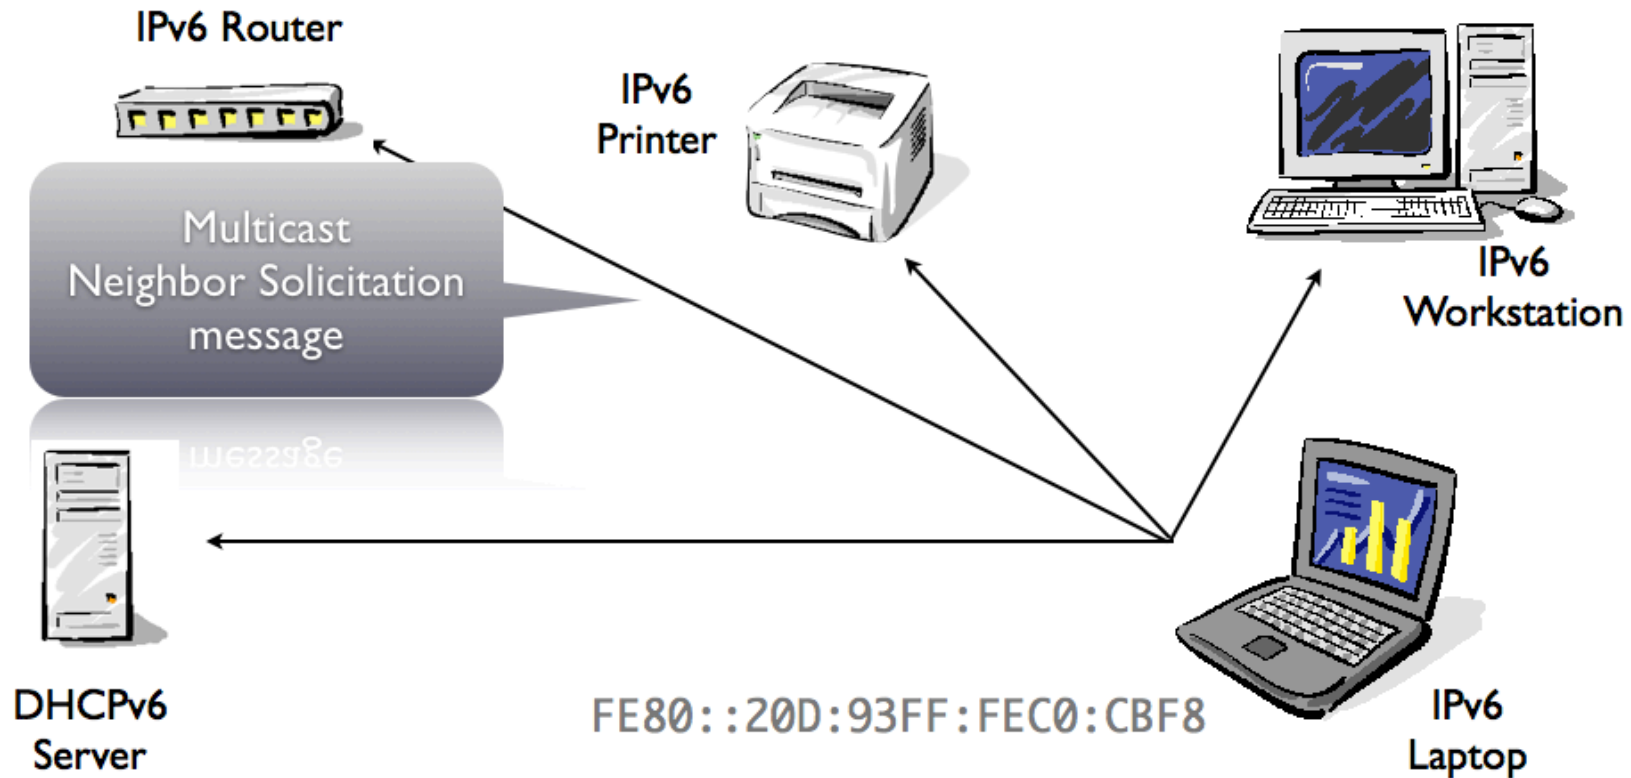 IPv6 Router
IPv6
Printer
Multicast
Neighbor Solicitation
message
IPv6
Workstation
message
DHCPv6
Server
FE80::20D:93FF:FEC0:CBF8
IPv6
Laptop